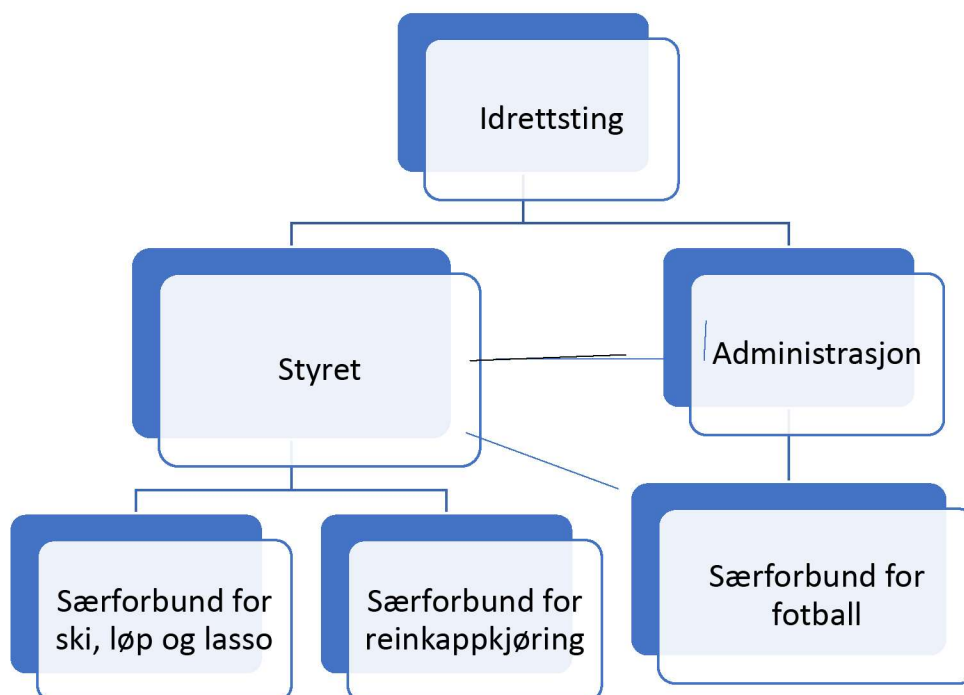 Idrettsting
Styret
Administrasjon
Særforbund for
ski, løp og lasso
Særforbund for
reinkappkjøring
Særforbund for
fotball